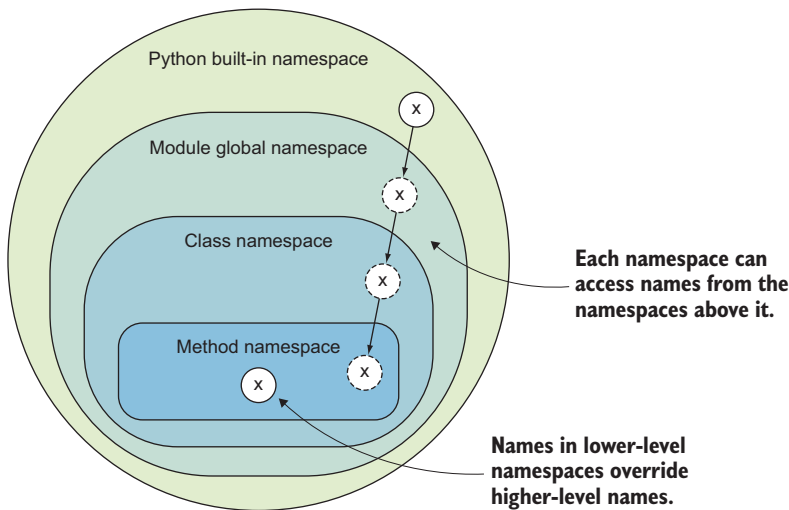 Python built-in namespace
x
Module global namespace
x
Class namespace
x
Each namespace can
access names from the
namespaces above it.
Method namespace
x
x
Names in lower-level
namespaces override
higher-level names.